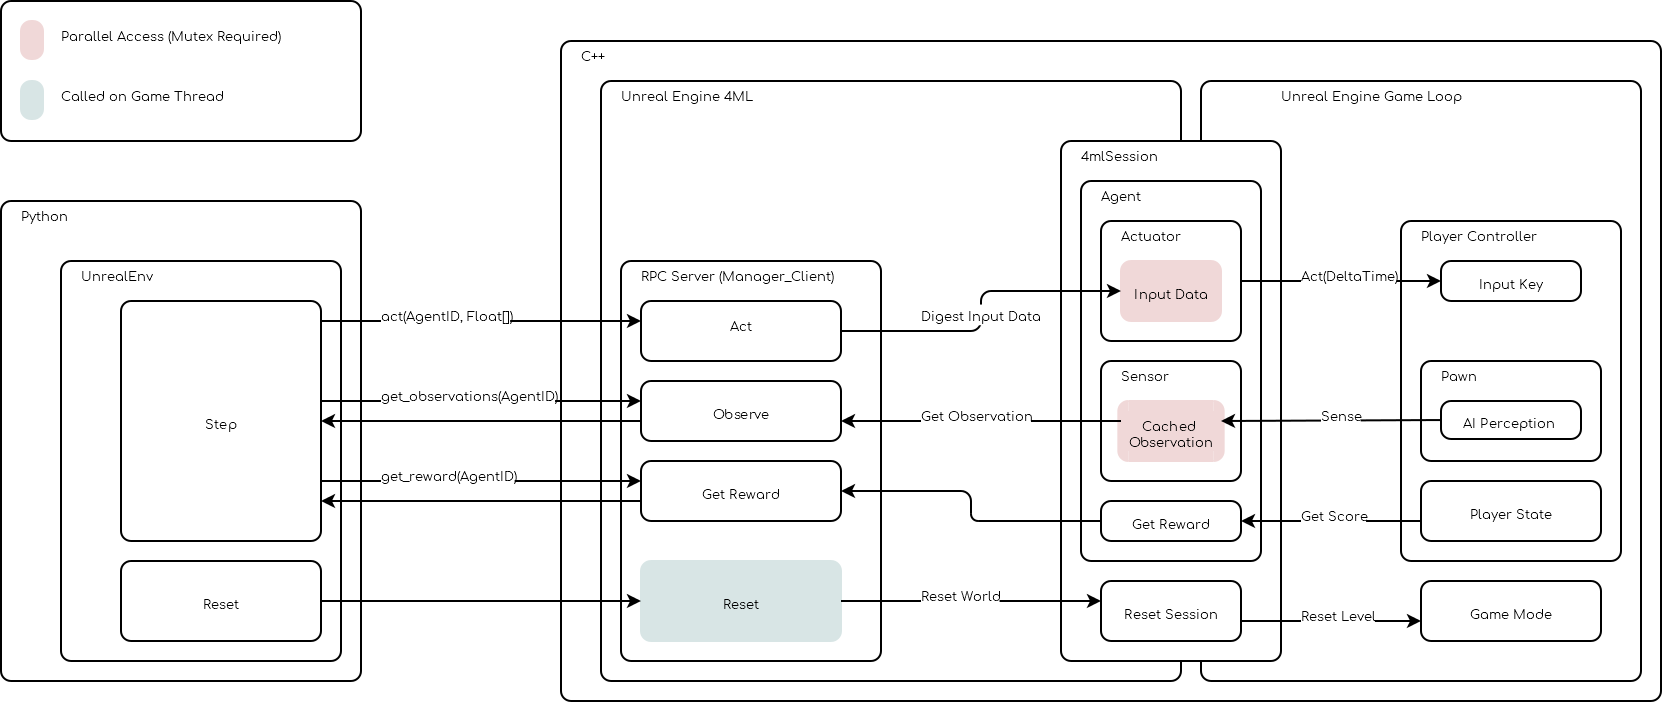 Parallel Access (Mutex Required)
Called on Game Thread
C++
Unreal Engine 4ML
Unreal Engine Game Loop
4mlSession
Agent
Actuator
Input Data
Sensor
Cached
Observation
Get Reward
Reset Session
Python
UnrealEnv
Step
Reset
act(AgentID, Float[])
get_observations(AgentID)
get_reward(AgentID)
RPC Server (Manager_Client)
Act
Observe
Get Reward
Reset
Digest Input Data
Get Observation
Reset World
Act(DeltaTime)
Sense
Get Score
Reset Level
Player Controller
Input Key
Pawn
AI Perception
Player State
Game Mode